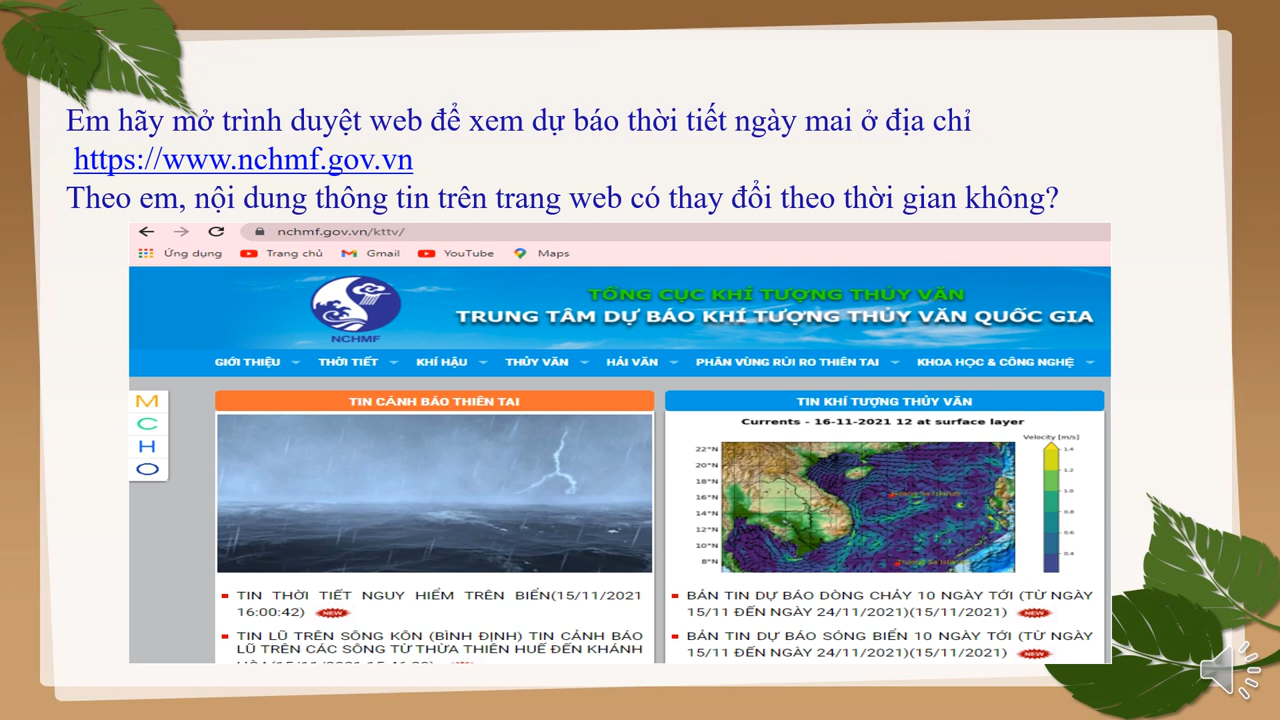 Em hãy mở trình duyệt web để xem dự báo thời tiết ngày mai ở địa chỉ
https://www.nchmf.gov.vn
Theo em, nội dung thông tin trên trang web có thay đổi theo thời gian không?
nchmf.gov.vn/kttv/
Ứng dụng Trang chủ Gmail YouTube Maps
TỔNG CỤC KHÍ TƯỢNG THỦY VĂN
TRUNG TÂM DỰ BÁO KHÍ TƯỢNG THỦY VĂN QUỐC GIA
NCHMF
GIỚI THIỆU THỜI TIẾT KHÍ HẬU THỦY VĂN HẢI VĂN PHÂN VÙNG RỦI RO THIÊN TAI KHOA HỌC & CÔNG NGHỆ
M
C
H
O
TIN CẢNH BÁO THIÊN TAI
TIN THỜI TIẾT NGUY HIỂM TRÊN BIỂN(15/11/2021
16:00:42) NEW
TIN LŨ TRÊN SÔNG KÔN (BÌNH ĐỊNH) TIN CẢNH BÁO
LŨ TRÊN CÁC SÔNG TỪ THỪA THIÊN HUẾ ĐẾN KHÁNH
TIN KHÍ TƯỢNG THỦY VĂN
Currents - 16-11-2021 12 at surface layer
Velocity [m/s]
22°N
20°N
18°N
16°N
14°N
12°N
10°N
8°N
1.4
1.2
1.0
0.8
0.6
0.4
BẢN TIN DỰ BÁO DÒNG CHẢY 10 NGÀY TỚI (TỪ NGÀY
15/11 ĐẾN NGÀY 24/11/2021)(15/11/2021) NEW
BẢN TIN DỰ BÁO SÓNG BIỂN 10 NGÀY TỚI (TỪ NGÀY
15/11 ĐẾN NGÀY 24/11/2021)(15/11/2021) NEW